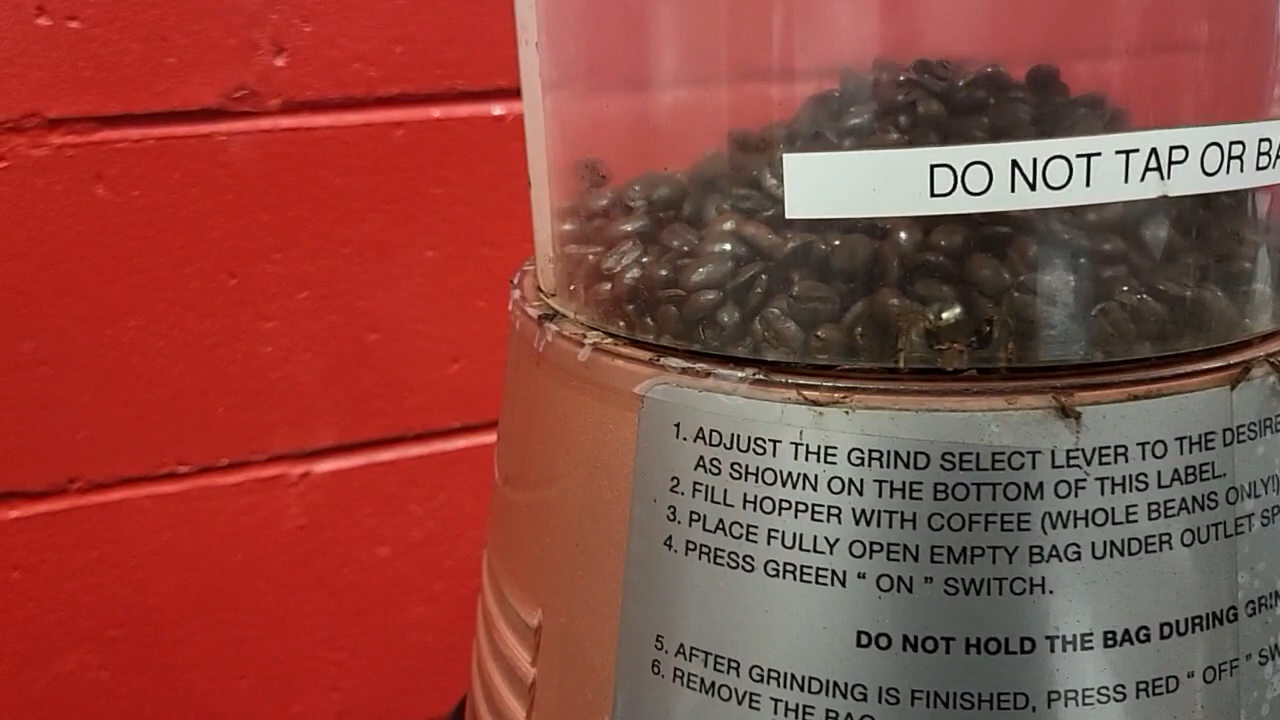 DO NOT TAP OR
1. ADJUST THE GRIND SELECT LEVER TO THE
AS SHOWN ON THE BOTTOM OF THIS LABEL.
2. FILL HOPPER WITH COFFEE (WHOLE BEANS ONLY!)
3. PLACE FULLY OPEN EMPTY BAG UNDER OUTLET
4. PRESS GREEN “ ON ” SWITCH.
DO NOT HOLD THE BAG DURING
5. AFTER GRINDING IS FINISHED, PRESS RED “ OFF ”
6. REMOVE THE